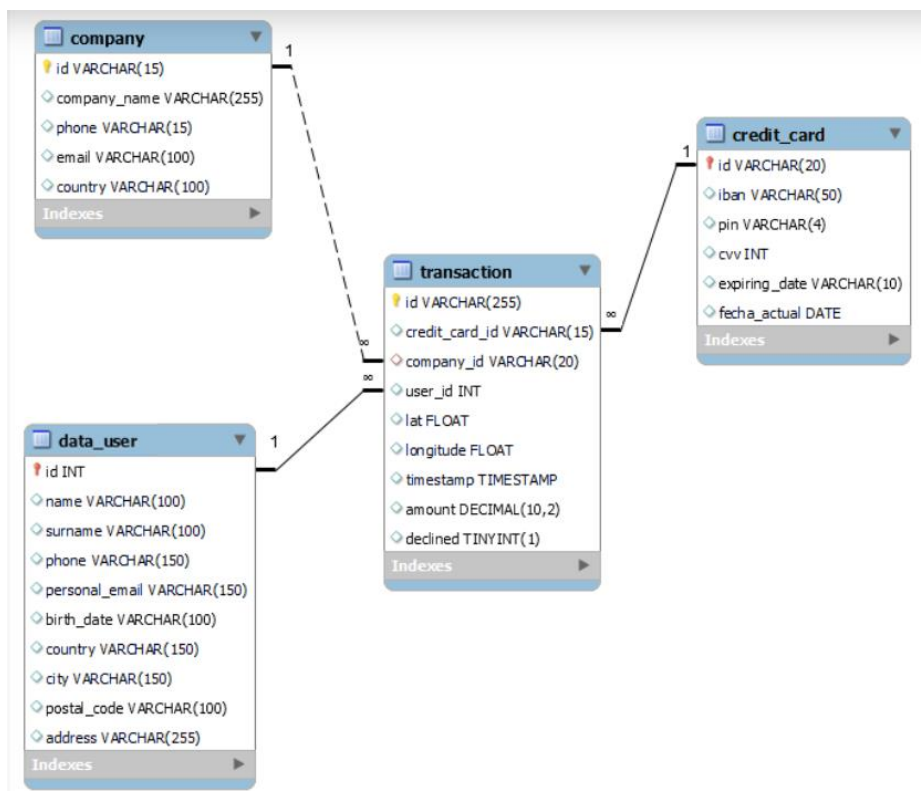 company
1
id VARCHAR(15)
company_name VARCHAR(255)
phone VARCHAR(15)
email VARCHAR(100)
country VARCHAR(100)
Indexes
credit_card
1
id VARCHAR(20)
iban VARCHAR(50)
pin VARCHAR(4)
cvv INT
expiring_date VARCHAR(10)
fecha_actual DATE
Indexes
transaction
id VARCHAR(255)
credit_card_id VARCHAR(15)
∞
company_id VARCHAR(20)
∞
user_id INT
∞
lat FLOAT
longitude FLOAT
timestamp TIMESTAMP
amount DECIMAL(10,2)
declined TINYINT(1)
Indexes
data_user
1
id INT
name VARCHAR(100)
surname VARCHAR(100)
phone VARCHAR(150)
personal_email VARCHAR(150)
birth_date VARCHAR(100)
country VARCHAR(150)
city VARCHAR(150)
postal_code VARCHAR(100)
address VARCHAR(255)
Indexes